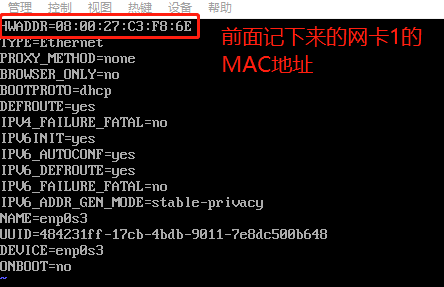 管理 控制 视图 热键 设备 帮助
HWADDR=08:00:27:C3:F8:6E
前面记下来的网卡1的
MAC地址
TYPE=Ethernet
PROXY_METHOD=none
BROWSER_ONLY=no
BOOTPROTO=dhcp
DEFROUTE=yes
IPV4_FAILURE_FATAL=no
IPV6INIT=yes
IPV6_AUTOCONF=yes
IPV6_DEFROUTE=yes
IPV6_FAILURE_FATAL=no
IPV6_ADDR_GEN_MODE=stable-privacy
NAME=enp0s3
UUID=484231ff-17cb-4bdb-9011-7e8dc500b648
DEVICE=enp0s3
ONBOOT=no
~